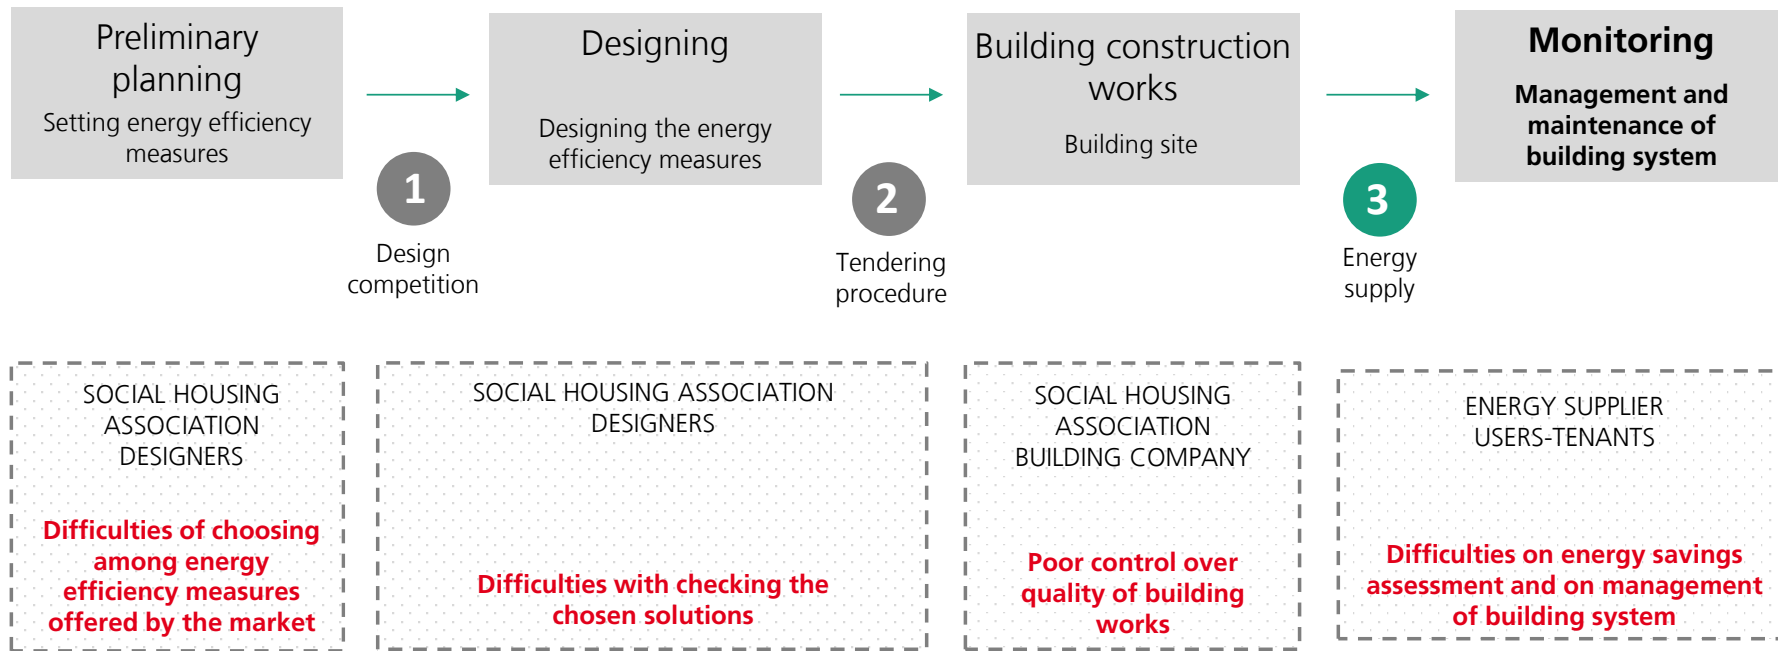 Preliminary
planning
Setting energy efficiency
measures
Designing
Designing the energy
efficiency measures
Building construction
works
Building site
Monitoring
Management and
maintenance of
building system
1
Design
competition
2
Tendering
procedure
3
Energy
supply
SOCIAL HOUSING
ASSOCIATION
DESIGNERS
Difficulties of choosing
among energy
efficiency measures
offered by the market
SOCIAL HOUSING ASSOCIATION
DESIGNERS
Difficulties with checking the
chosen solutions
SOCIAL HOUSING
ASSOCIATION
BUILDING COMPANY
Poor control over
quality of building
works
ENERGY SUPPLIER
USERS-TENANTS
Difficulties on energy savings
assessment and on management
of building system